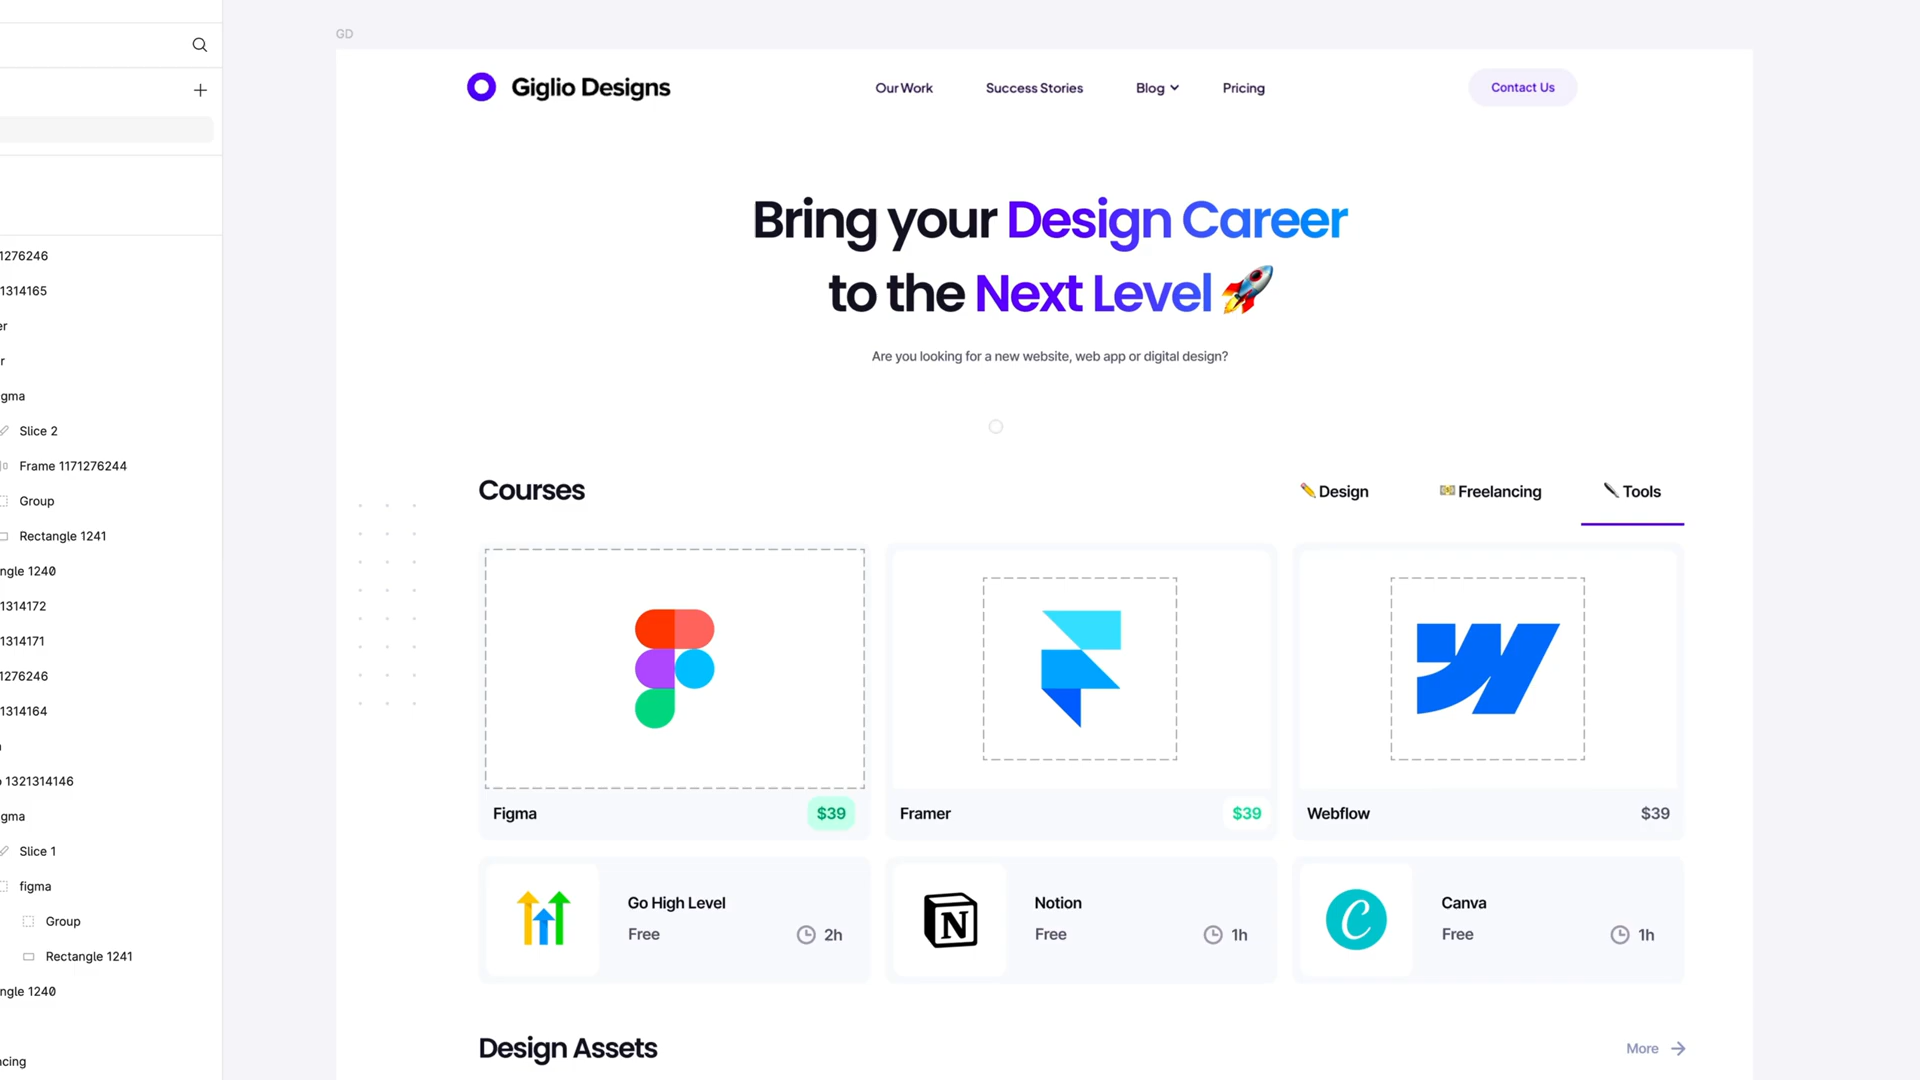 GD
Giglio Designs
Our Work
Success Stories
Blog
Pricing
Contact Us
Bring your Design Career
to the Next Level
Are you looking for a new website, web app or digital design?
Courses
Design
Freelancing
Tools
Figma
$39
Framer
$39
Webflow
$39
Go High Level
Free
2h
Notion
Free
1h
Canva
Free
1h
Design Assets
More
1276246
1314165
er
r
gma
Slice 2
Frame 1171276244
Group
Rectangle 1241
ngle 1240
1314172
1314171
1276246
1314164
1321314146
gma
Slice 1
figma
Group
Rectangle 1241
ngle 1240
ncing